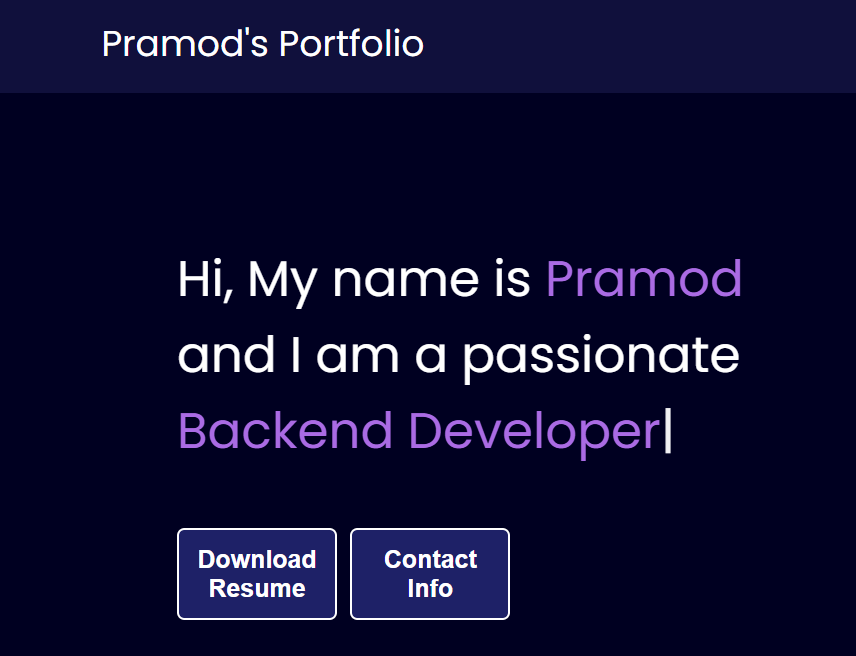 Pramod's Portfolio
Hi, My name is Pramod
and I am a passionate
Backend Developer|
Download
Resume
Contact
Info